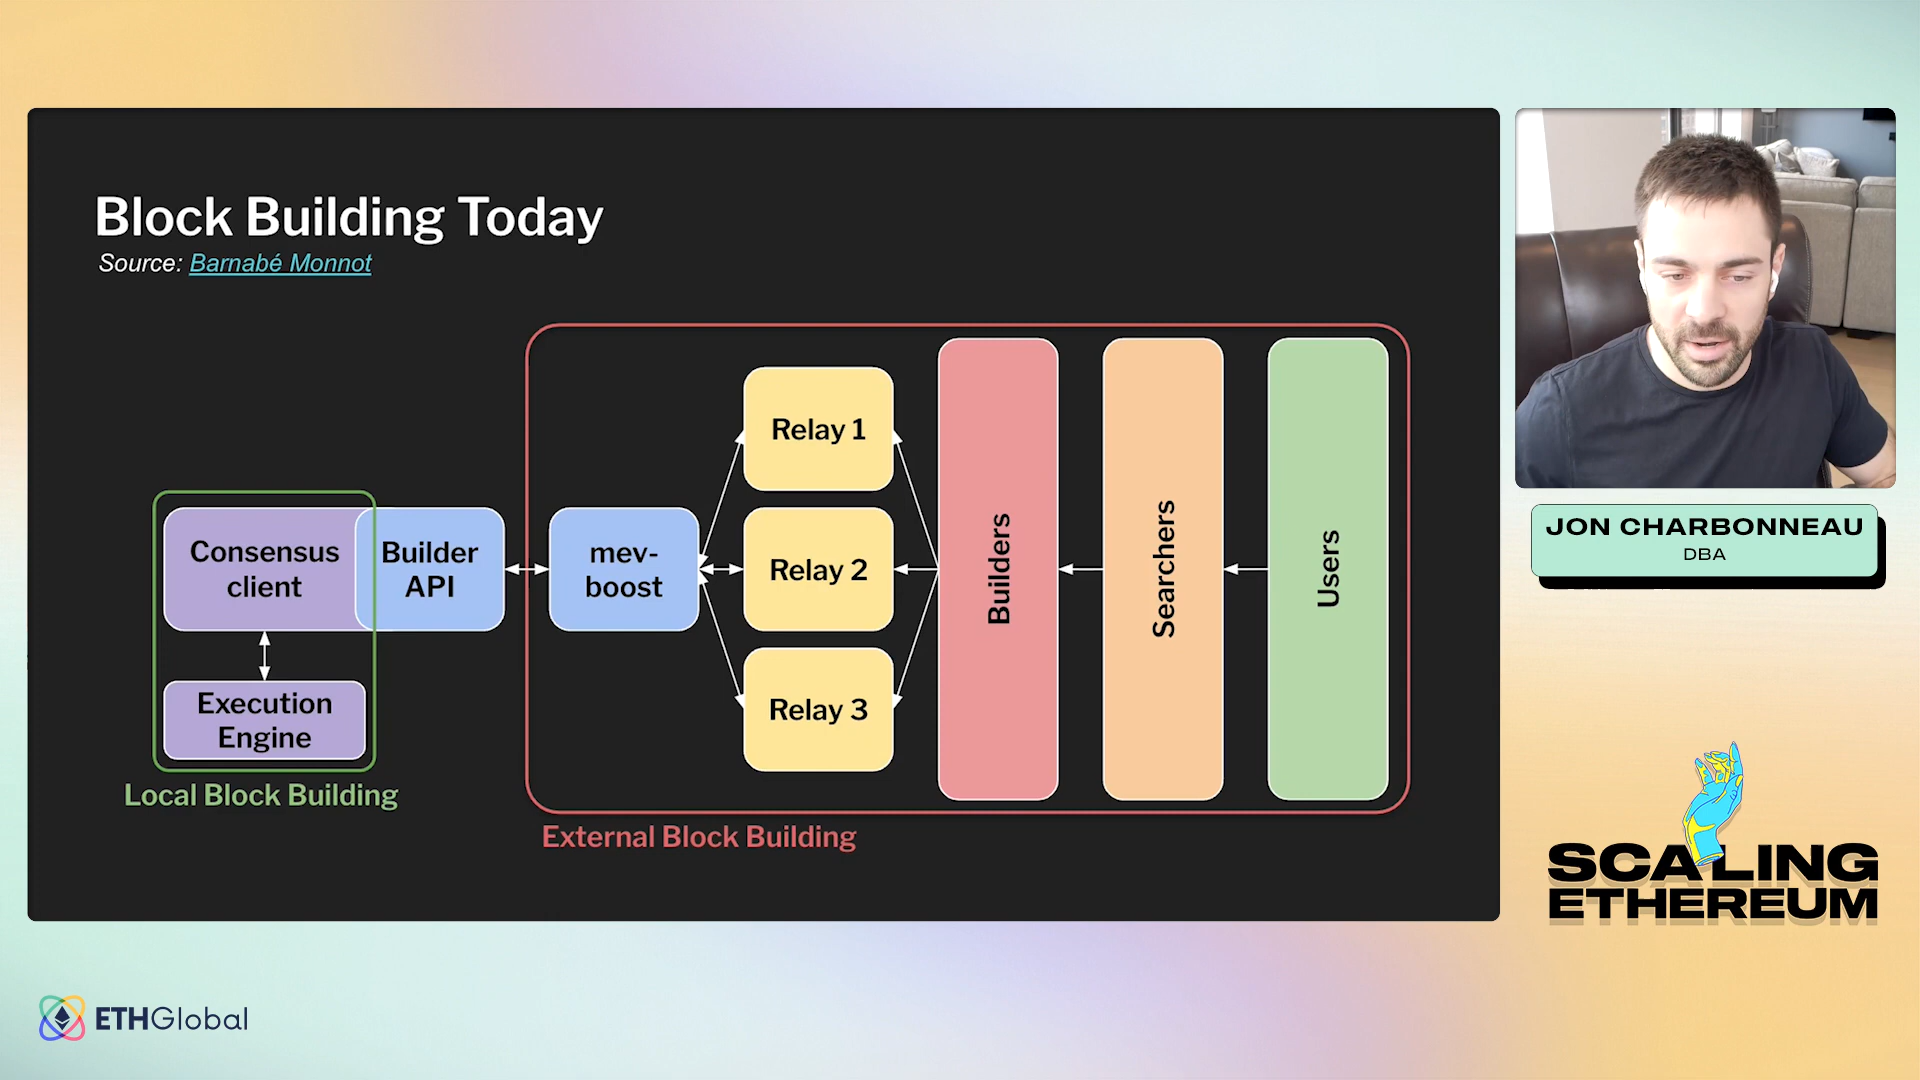 Block Building Today
Source: Barnabé Monnot
Relay 1
Consensus
client
Builder
API
mev-
boost
Relay 2
Builders
Searchers
Users
Execution
Engine
Relay 3
Local Block Building
External Block Building
JON CHARBONNEAU
DBA
SCALING
ETHEREUM
ETHGlobal